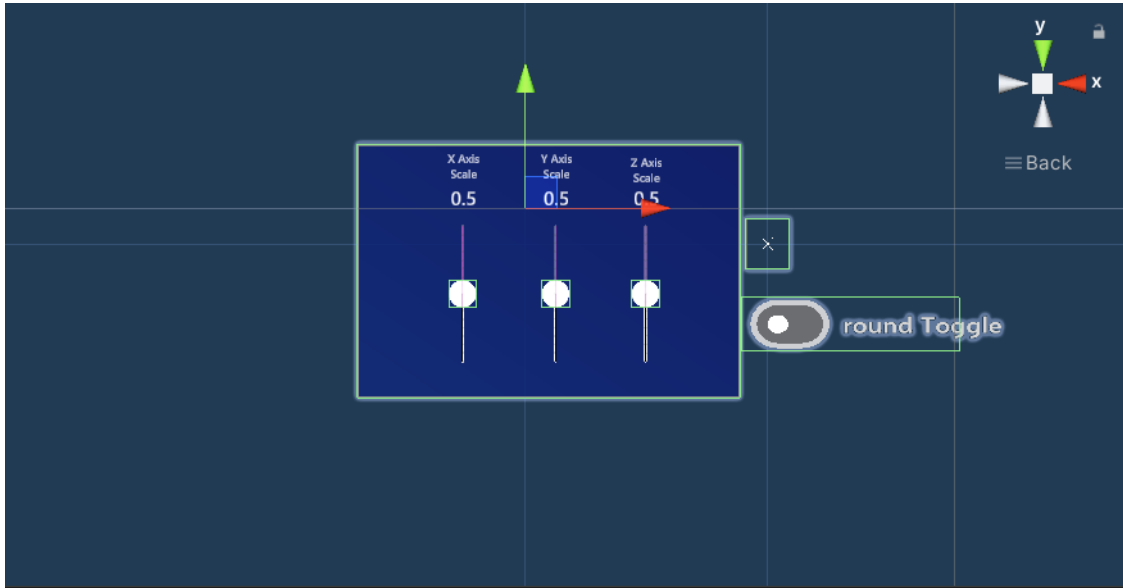 y
x
Back
X Axis
Scale
0.5
Y Axis
Scale
0.5
Z Axis
Scale
0.5
round Toggle